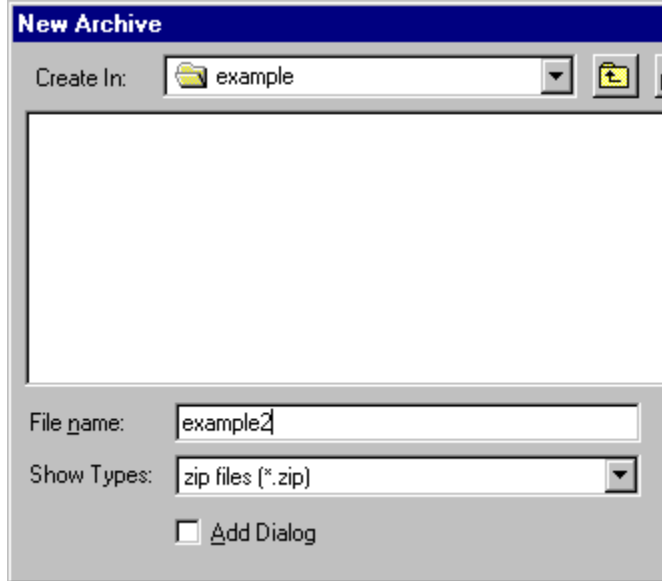 New Archive
Create In: example
File name: example2
Show Types: zip files (*.zip)
Add Dialog